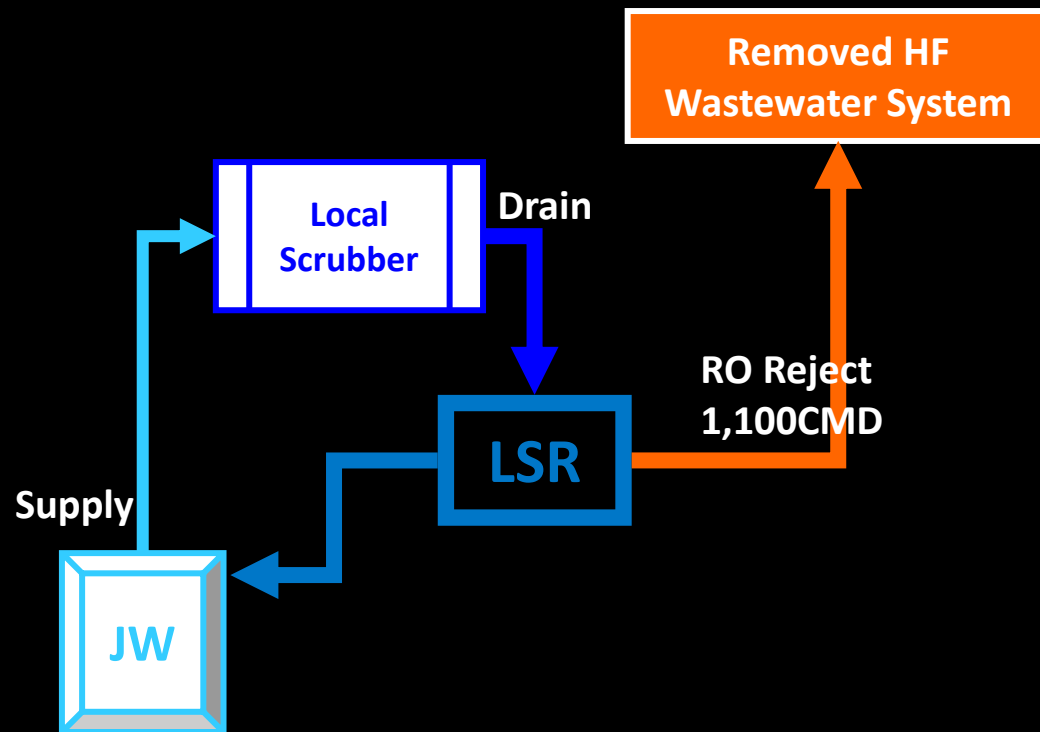 Removed HF
Wastewater System
Local
Scrubber
Drain
RO Reject
1,100CMD
LSR
Supply
JW